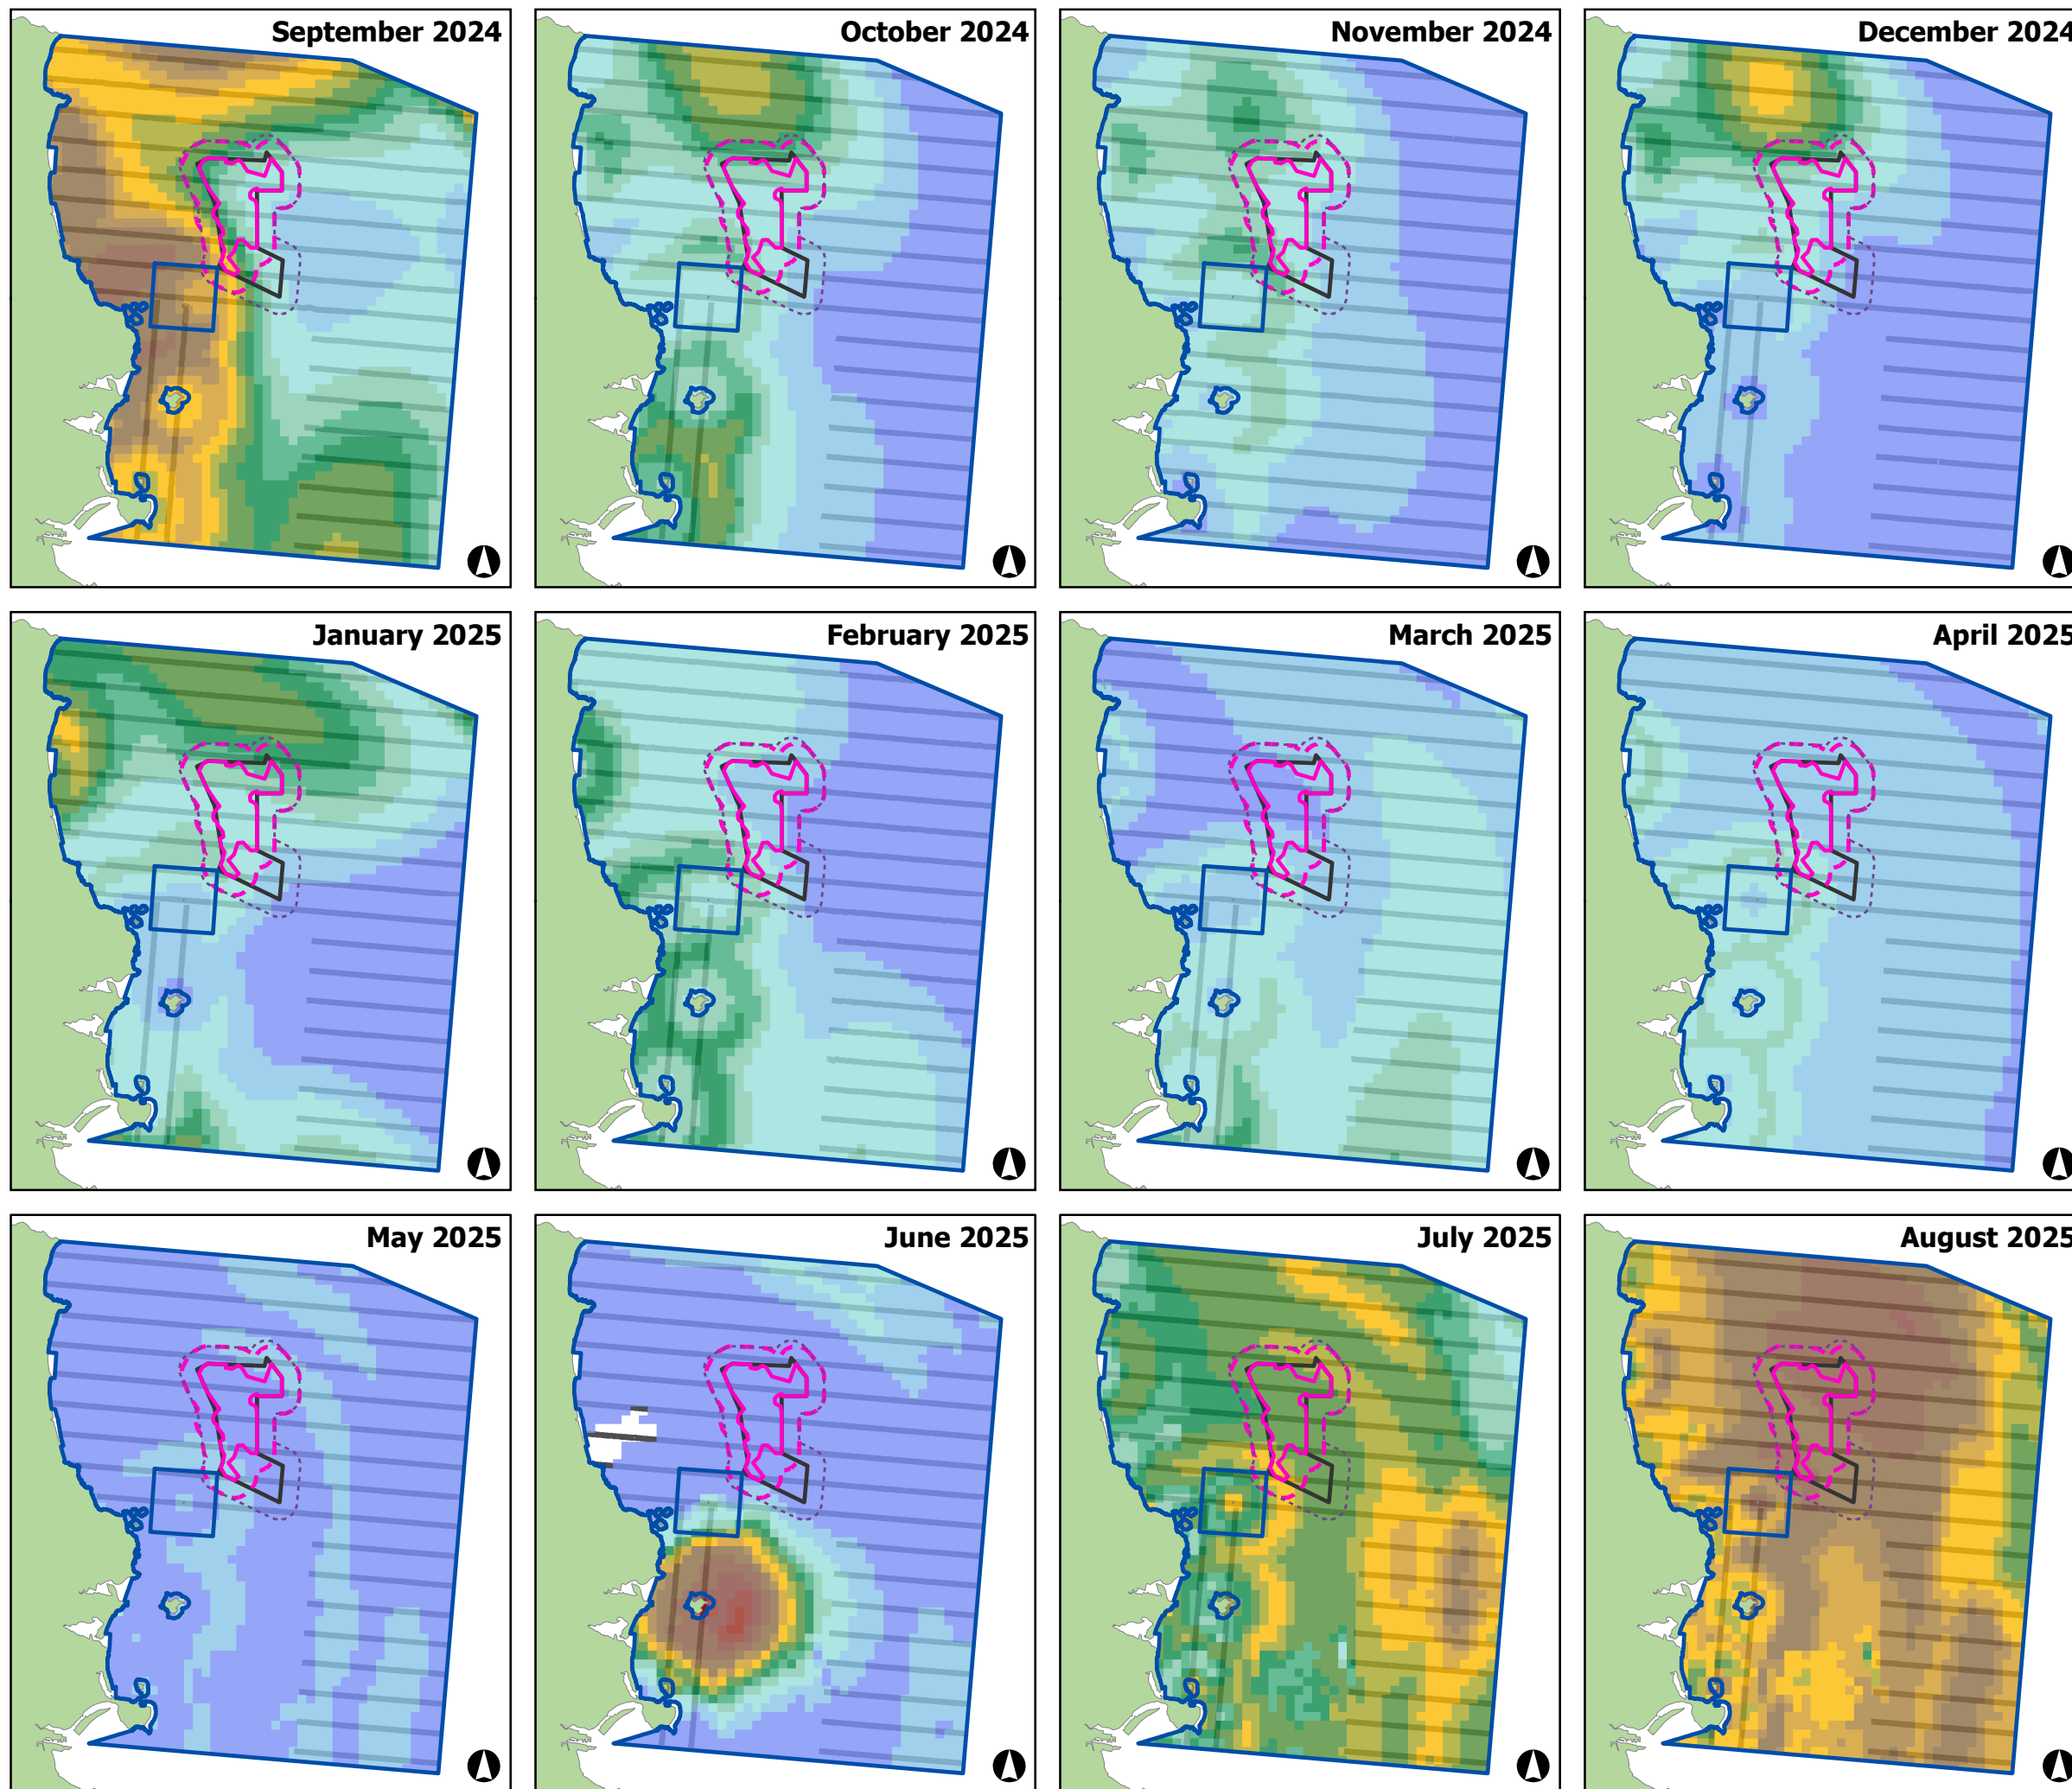 September 2024
October 2024
November 2024
December 2024
January 2025
February 2025
March 2025
April 2025
May 2025
June 2025
July 2025
August 2025